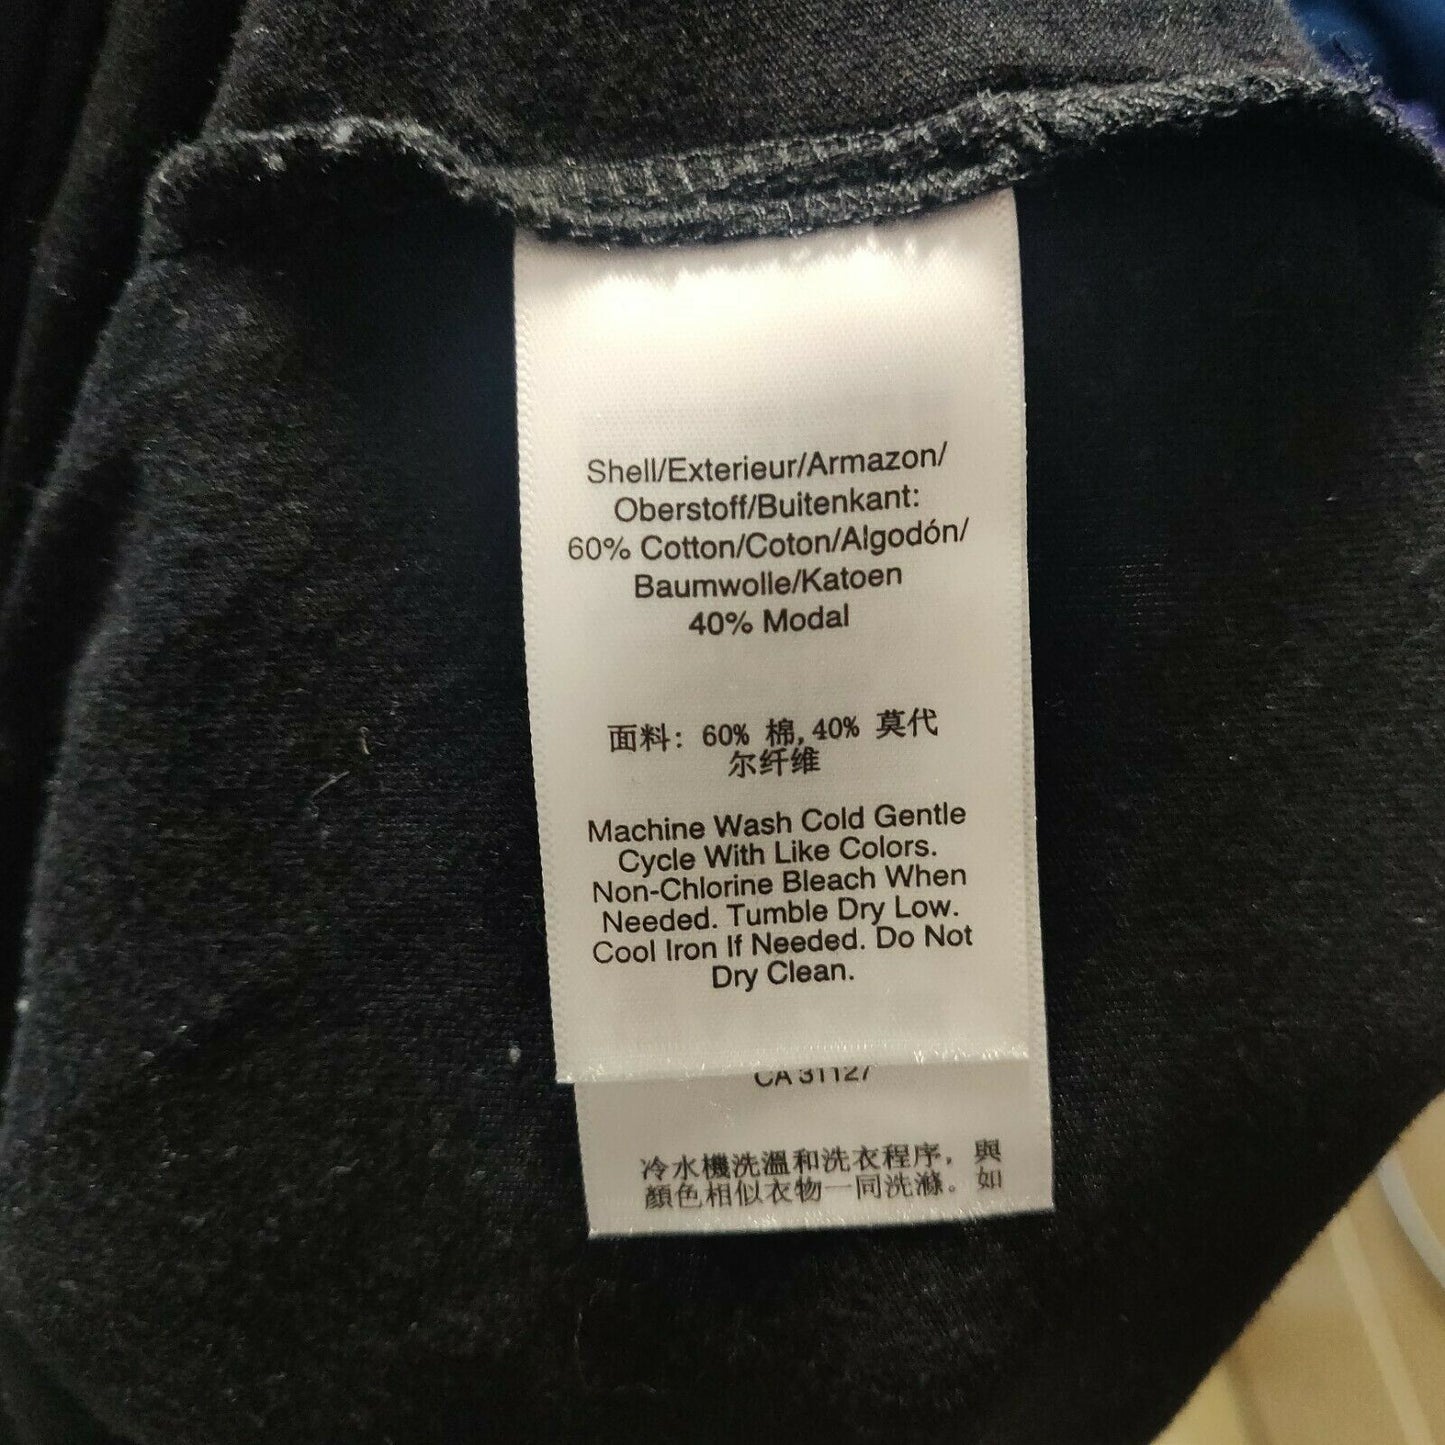 Shell/Exterieur/Armazon/
Oberstoff/Buitenkant:
60% Cotton/Coton/Algodón/
Baumwolle/Katoen
40% Modal
面料: 60% 棉,40% 莫代
尔纤维
Machine Wash Cold Gentle
Cycle With Like Colors.
Non-Chlorine Bleach When
Needed. Tumble Dry Low.
Cool Iron If Needed. Do Not
Dry Clean.
CA 31127
冷水機洗溫和洗衣程序，與
顏色相似衣物一同洗滌。如